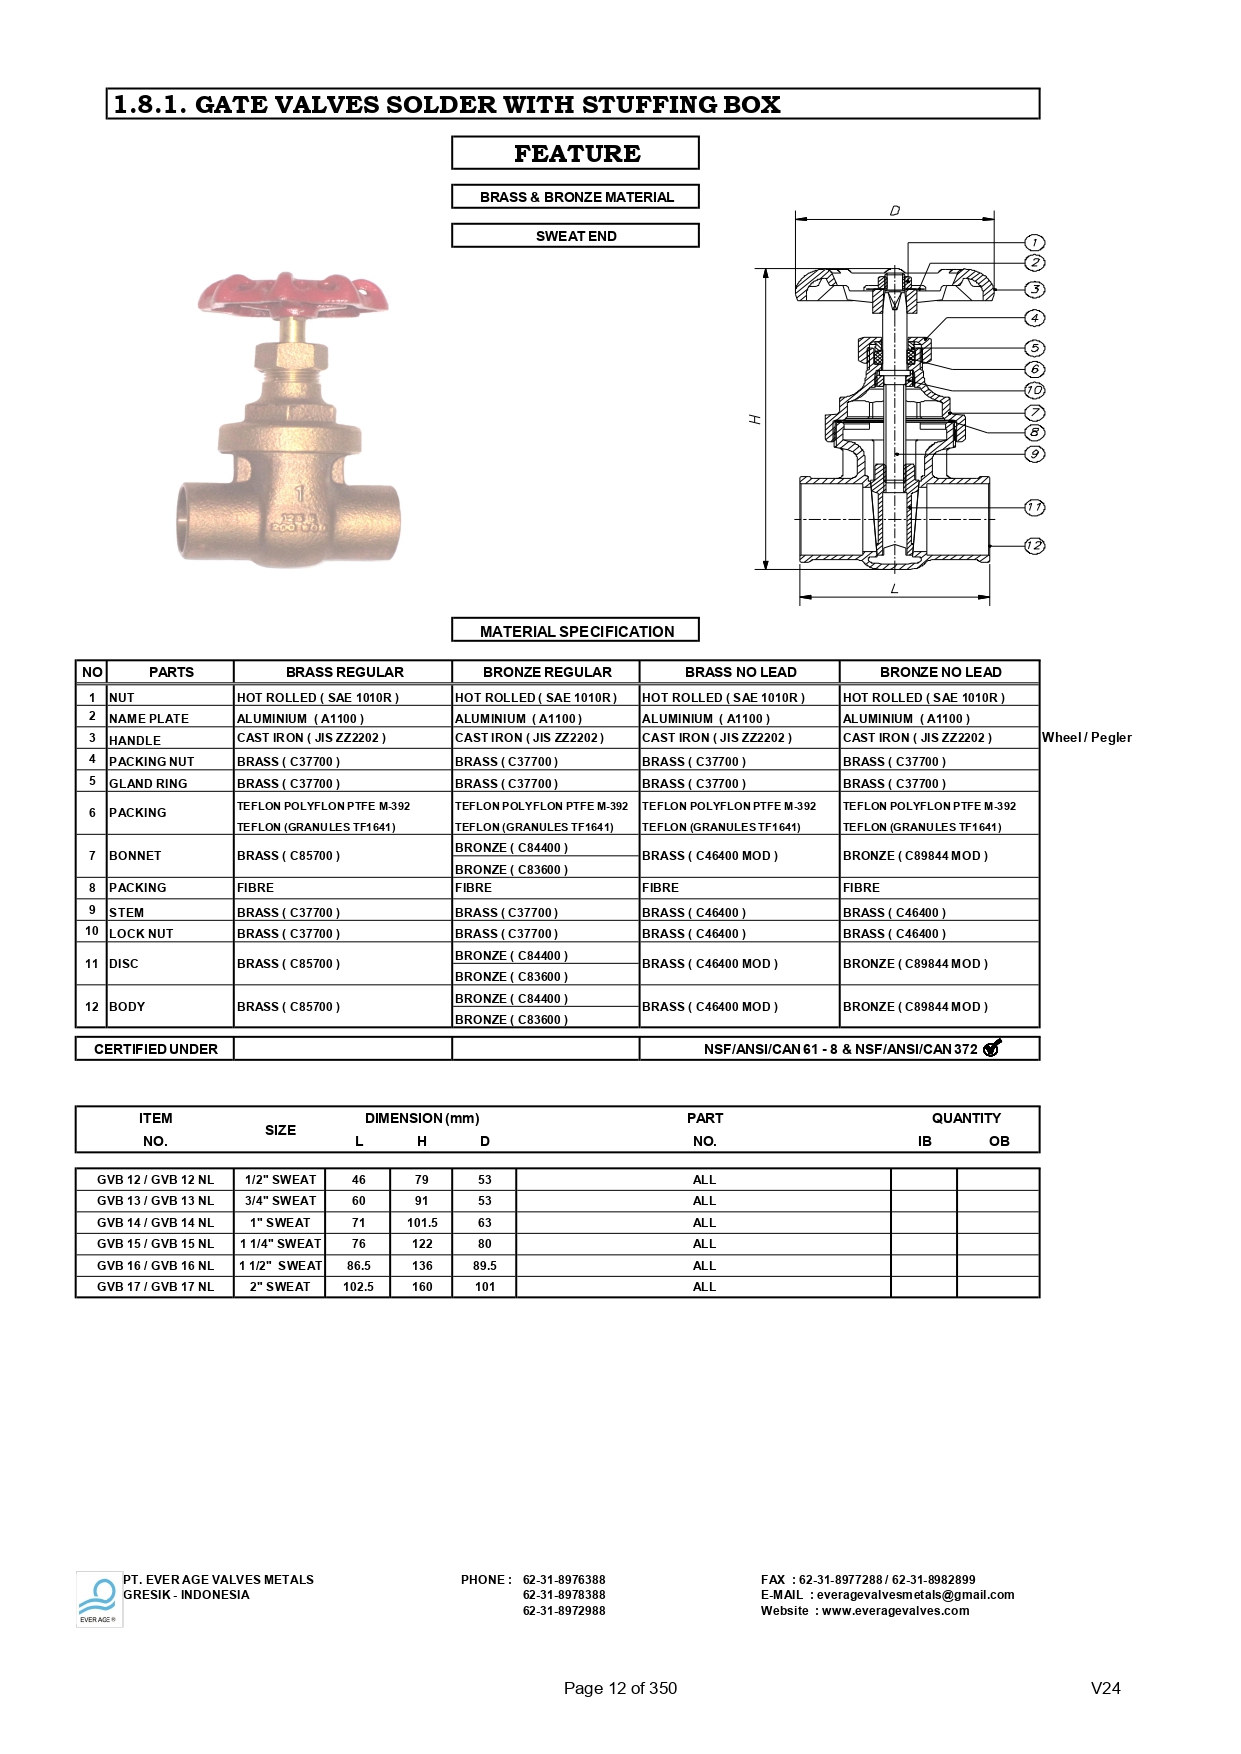 1.8.1. GATE VALVES SOLDER WITH STUFFING BOX
FEATURE
BRASS & BRONZE MATERIAL
SWEAT END
D
1
2
3
4
5
6
10
7
8
9
11
12
H
L
1
MATERIAL SPECIFICATION
NO PARTS BRASS REGULAR BRONZE REGULAR BRASS NO LEAD BRONZE NO LEAD
1 NUT HOT ROLLED ( SAE 1010R ) HOT ROLLED ( SAE 1010R ) HOT ROLLED ( SAE 1010R ) HOT ROLLED ( SAE 1010R )
2 NAME PLATE ALUMINIUM ( A1100 ) ALUMINIUM ( A1100 ) ALUMINIUM ( A1100 ) ALUMINIUM ( A1100 )
3 HANDLE CAST IRON ( JIS ZZ2202 ) CAST IRON ( JIS ZZ2202 ) CAST IRON ( JIS ZZ2202 ) CAST IRON ( JIS ZZ2202 ) Wheel / Pegler
4 PACKING NUT BRASS ( C37700 ) BRASS ( C37700 ) BRASS ( C37700 ) BRASS ( C37700 )
5 GLAND RING BRASS ( C37700 ) BRASS ( C37700 ) BRASS ( C37700 ) BRASS ( C37700 )
6 PACKING TEFLON POLYFLON PTFE M-392 TEFLON POLYFLON PTFE M-392 TEFLON POLYFLON PTFE M-392 TEFLON POLYFLON PTFE M-392
TEFLON (GRANULES TF1641) TEFLON (GRANULES TF1641) TEFLON (GRANULES TF1641) TEFLON (GRANULES TF1641)
7 BONNET BRASS ( C85700 ) BRONZE ( C84400 ) BRASS ( C46400 MOD ) BRONZE ( C89844 MOD )
BRONZE ( C83600 )
8 PACKING FIBRE FIBRE FIBRE FIBRE
9 STEM BRASS ( C37700 ) BRASS ( C37700 ) BRASS ( C46400 ) BRASS ( C46400 )
10 LOCK NUT BRASS ( C37700 ) BRASS ( C37700 ) BRASS ( C46400 ) BRASS ( C46400 )
11 DISC BRASS ( C85700 ) BRONZE ( C84400 ) BRASS ( C46400 MOD ) BRONZE ( C89844 MOD )
BRONZE ( C83600 )
12 BODY BRASS ( C85700 ) BRONZE ( C84400 ) BRASS ( C46400 MOD ) BRONZE ( C89844 MOD )
BRONZE ( C83600 )
CERTIFIED UNDER NSF/ANSI/CAN 61 - 8 & NSF/ANSI/CAN 372
ITEM SIZE DIMENSION (mm) PART QUANTITY
NO. L H D NO. IB OB
GVB 12 / GVB 12 NL 1/2" SWEAT 46 79 53 ALL
GVB 13 / GVB 13 NL 3/4" SWEAT 60 91 53 ALL
GVB 14 / GVB 14 NL 1" SWEAT 71 101.5 63 ALL
GVB 15 / GVB 15 NL 1 1/4" SWEAT 76 122 80 ALL
GVB 16 / GVB 16 NL 1 1/2" SWEAT 86.5 136 89.5 ALL
GVB 17 / GVB 17 NL 2" SWEAT 102.5 160 101 ALL
EVER AGE ®
PT. EVER AGE VALVES METALS PHONE : 62-31-8976388 FAX : 62-31-8977288 / 62-31-8982899
GRESIK - INDONESIA 62-31-8978388 E-MAIL : everagevalvesmetals@gmail.com
62-31-8972988 Website : www.everagevalves.com
Page 12 of 350 V24